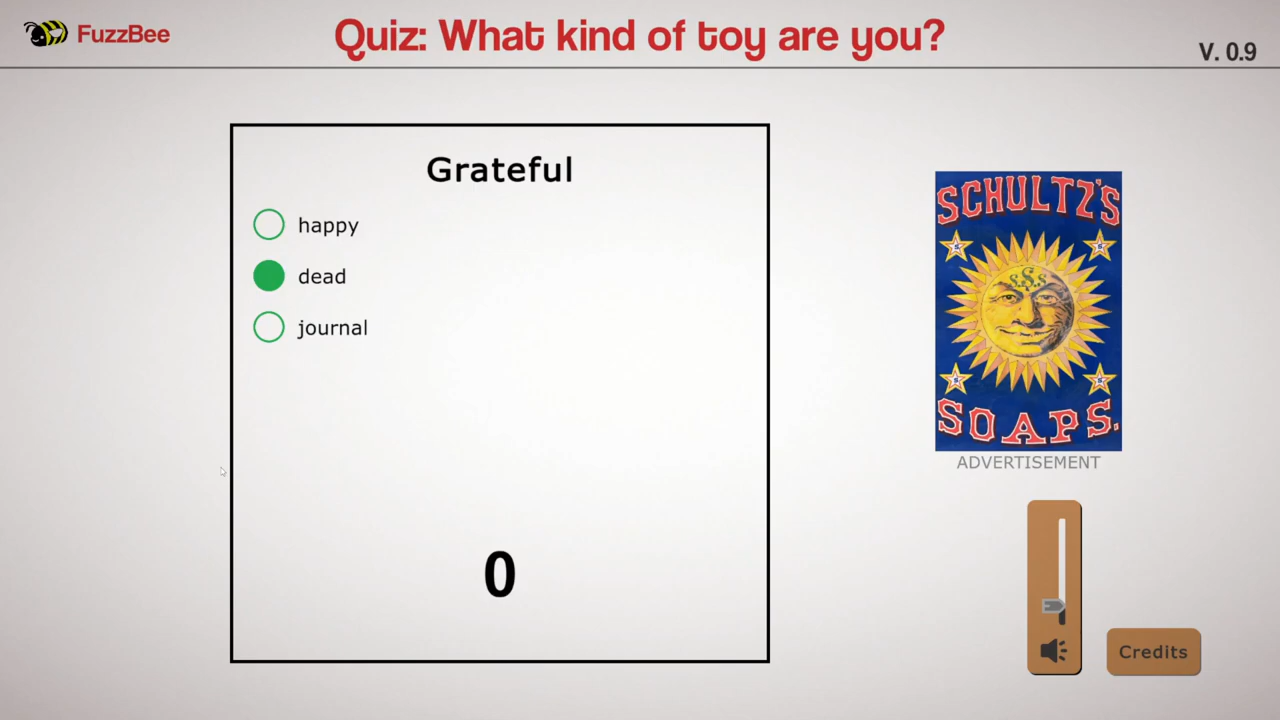 FuzzBee
Quiz: What kind of toy are you?
V. 0.9
Grateful
happy
dead
journal
0
SCHULTZ'S
S.S.S
SOAPS.
ADVERTISEMENT
Credits